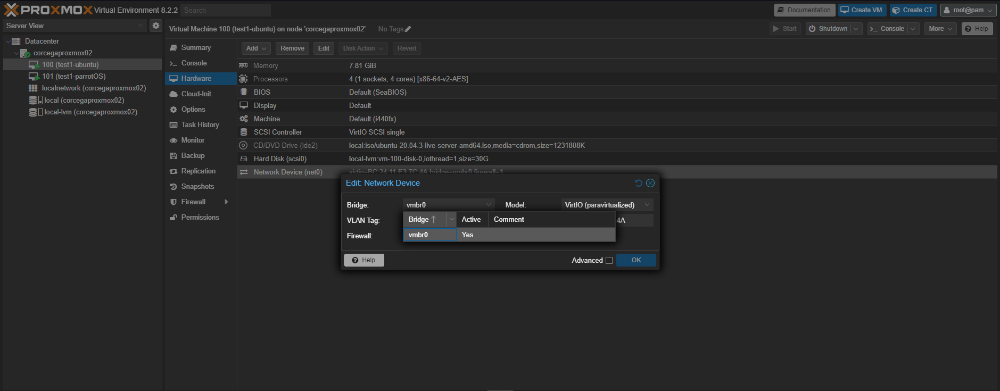 PROXMOX Virtual Environment 8.2.2 Search Documentation Create VM Create CT root@pam
Server View
Virtual Machine 100 (test1-ubuntu) on node 'corcegaproxmox02' No Tags Start Shutdown Console More Help
Datacenter
corcegaproxmox02
100 (test1-ubuntu)
101 (test1-parrotOS)
localnetwork (corcegaproxmox02)
local (corcegaproxmox02)
local-lvm (corcegaproxmox02)
Summary
Console
Hardware
Cloud-Init
Options
Task History
Monitor
Backup
Replication
Snapshots
Firewall
Permissions
Add Remove Edit Disk Action Revert
Memory 7.81 GiB
Processors 4 (1 sockets, 4 cores) [x86-64-v2-AES]
BIOS Default (SeaBIOS)
Display Default
Machine Default (i440fx)
SCSI Controller VirtIO SCSI single
CD/DVD Drive (ide2) local:iso/ubuntu-20.04.3-live-server-amd64.iso,media=cdrom,size=1231808K
Hard Disk (scsi0) local-lvm:vm-100-disk-0,iothread=1,size=30G
Network Device (net0) virtio=BC:24:11:E3:7C:4A,bridge=vmbr0,firewall=1
Edit: Network Device
Bridge: vmbr0 Model: VirtIO (paravirtualized)
VLAN Tag: 4A
Bridge Active Comment
Firewall:
vmbr0 Yes
Help Advanced OK